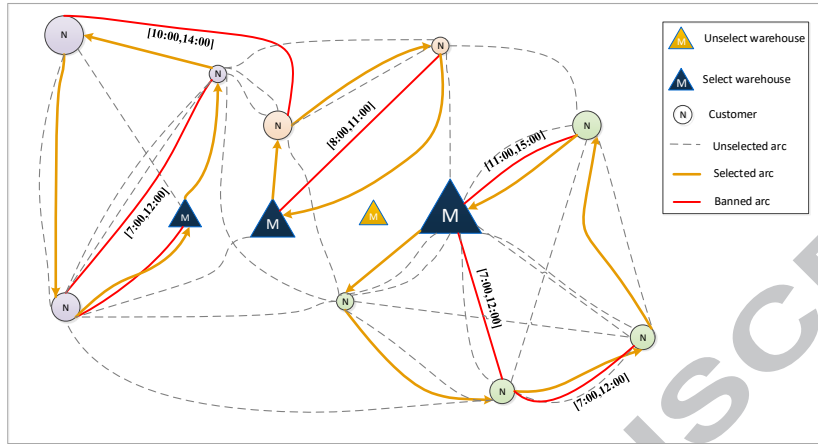 [10:00,14:00]
N
N
N
N
[8:00,11:00]
N
[11:00,15:00]
[7:00,12:00]
M
M
M
M
N
N
[7:00,12:00]
N
N
[7:00,12:00]
M Unselect warehouse
M Select warehouse
N Customer
Unselected arc
Selected arc
Banned arc